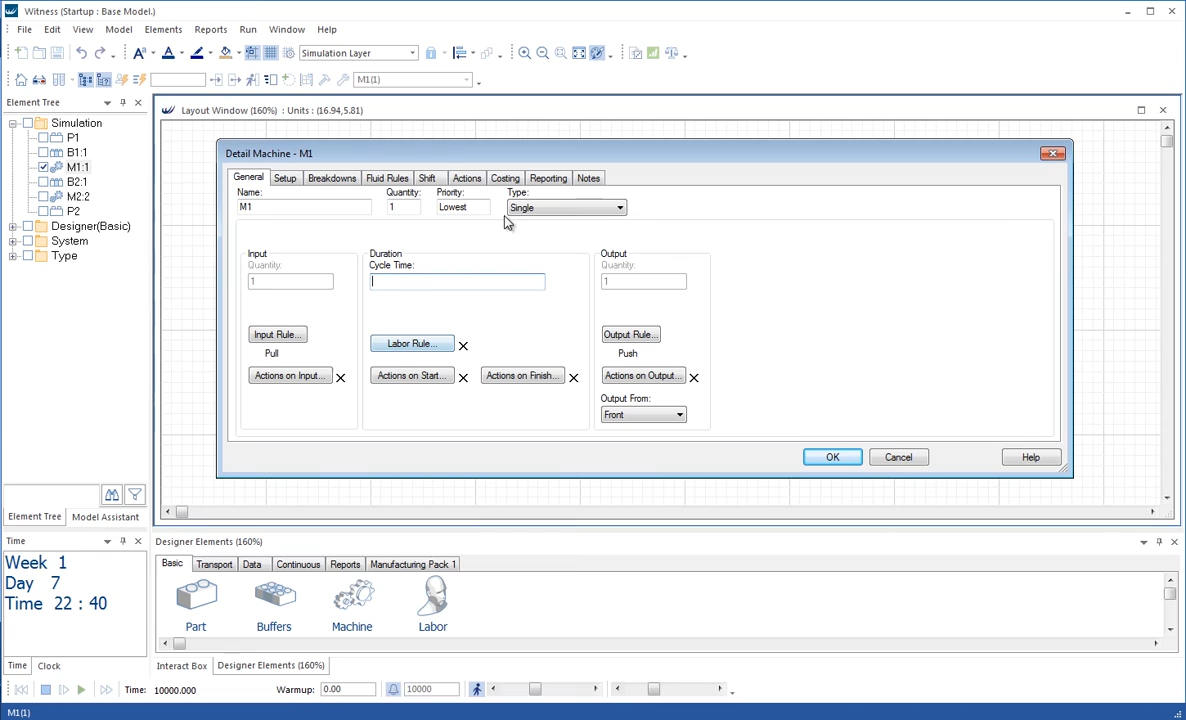 Witness (Startup : Base Model.)
File Edit View Model Elements Reports Run Window Help
Simulation Layer
M1(1)
Element Tree
Layout Window (160%) : Units : (16.94,5.81)
Simulation
P1
B1:1
M1:1
B2:1
M2:2
P2
Designer(Basic)
System
Type
Detail Machine - M1
General Setup Breakdowns Fluid Rules Shift Actions Costing Reporting Notes
Name: Quantity: Priority: Type:
M1 1 Lowest Single
Input Duration Output
Quantity: Cycle Time: Quantity:
1 1
Input Rule... Labor Rule... Output Rule...
Pull Push
Actions on Input... Actions on Start... Actions on Finish... Actions on Output...
Output From:
Front
OK Cancel Help
Element Tree Model Assistant
Time
Week 1
Day 7
Time 22 : 40
Time Clock
Designer Elements (160%)
Basic Transport Data Continuous Reports Manufacturing Pack 1
Part Buffers Machine Labor
Interact Box Designer Elements (160%)
Time: 10000.000 Warmup: 0.00 10000
M1(1)